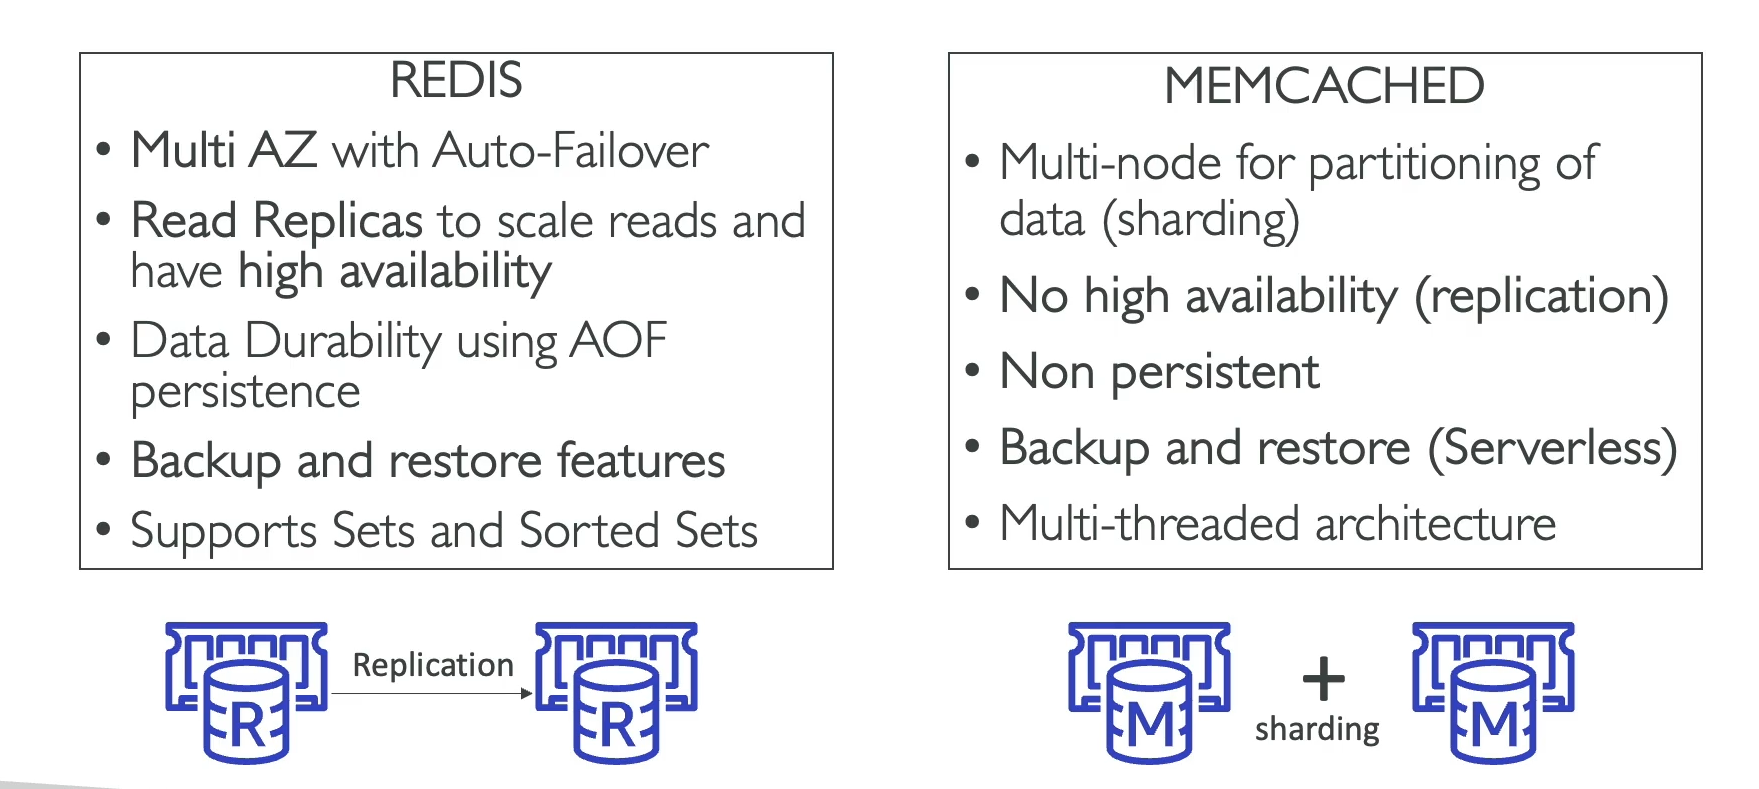 REDIS
• Multi AZ with Auto-Failover
• Read Replicas to scale reads and
have high availability
• Data Durability using AOF
persistence
• Backup and restore features
• Supports Sets and Sorted Sets
MEMCACHED
• Multi-node for partitioning of
data (sharding)
• No high availability (replication)
• Non persistent
• Backup and restore (Serverless)
• Multi-threaded architecture
R
Replication
R
M
+
sharding
M